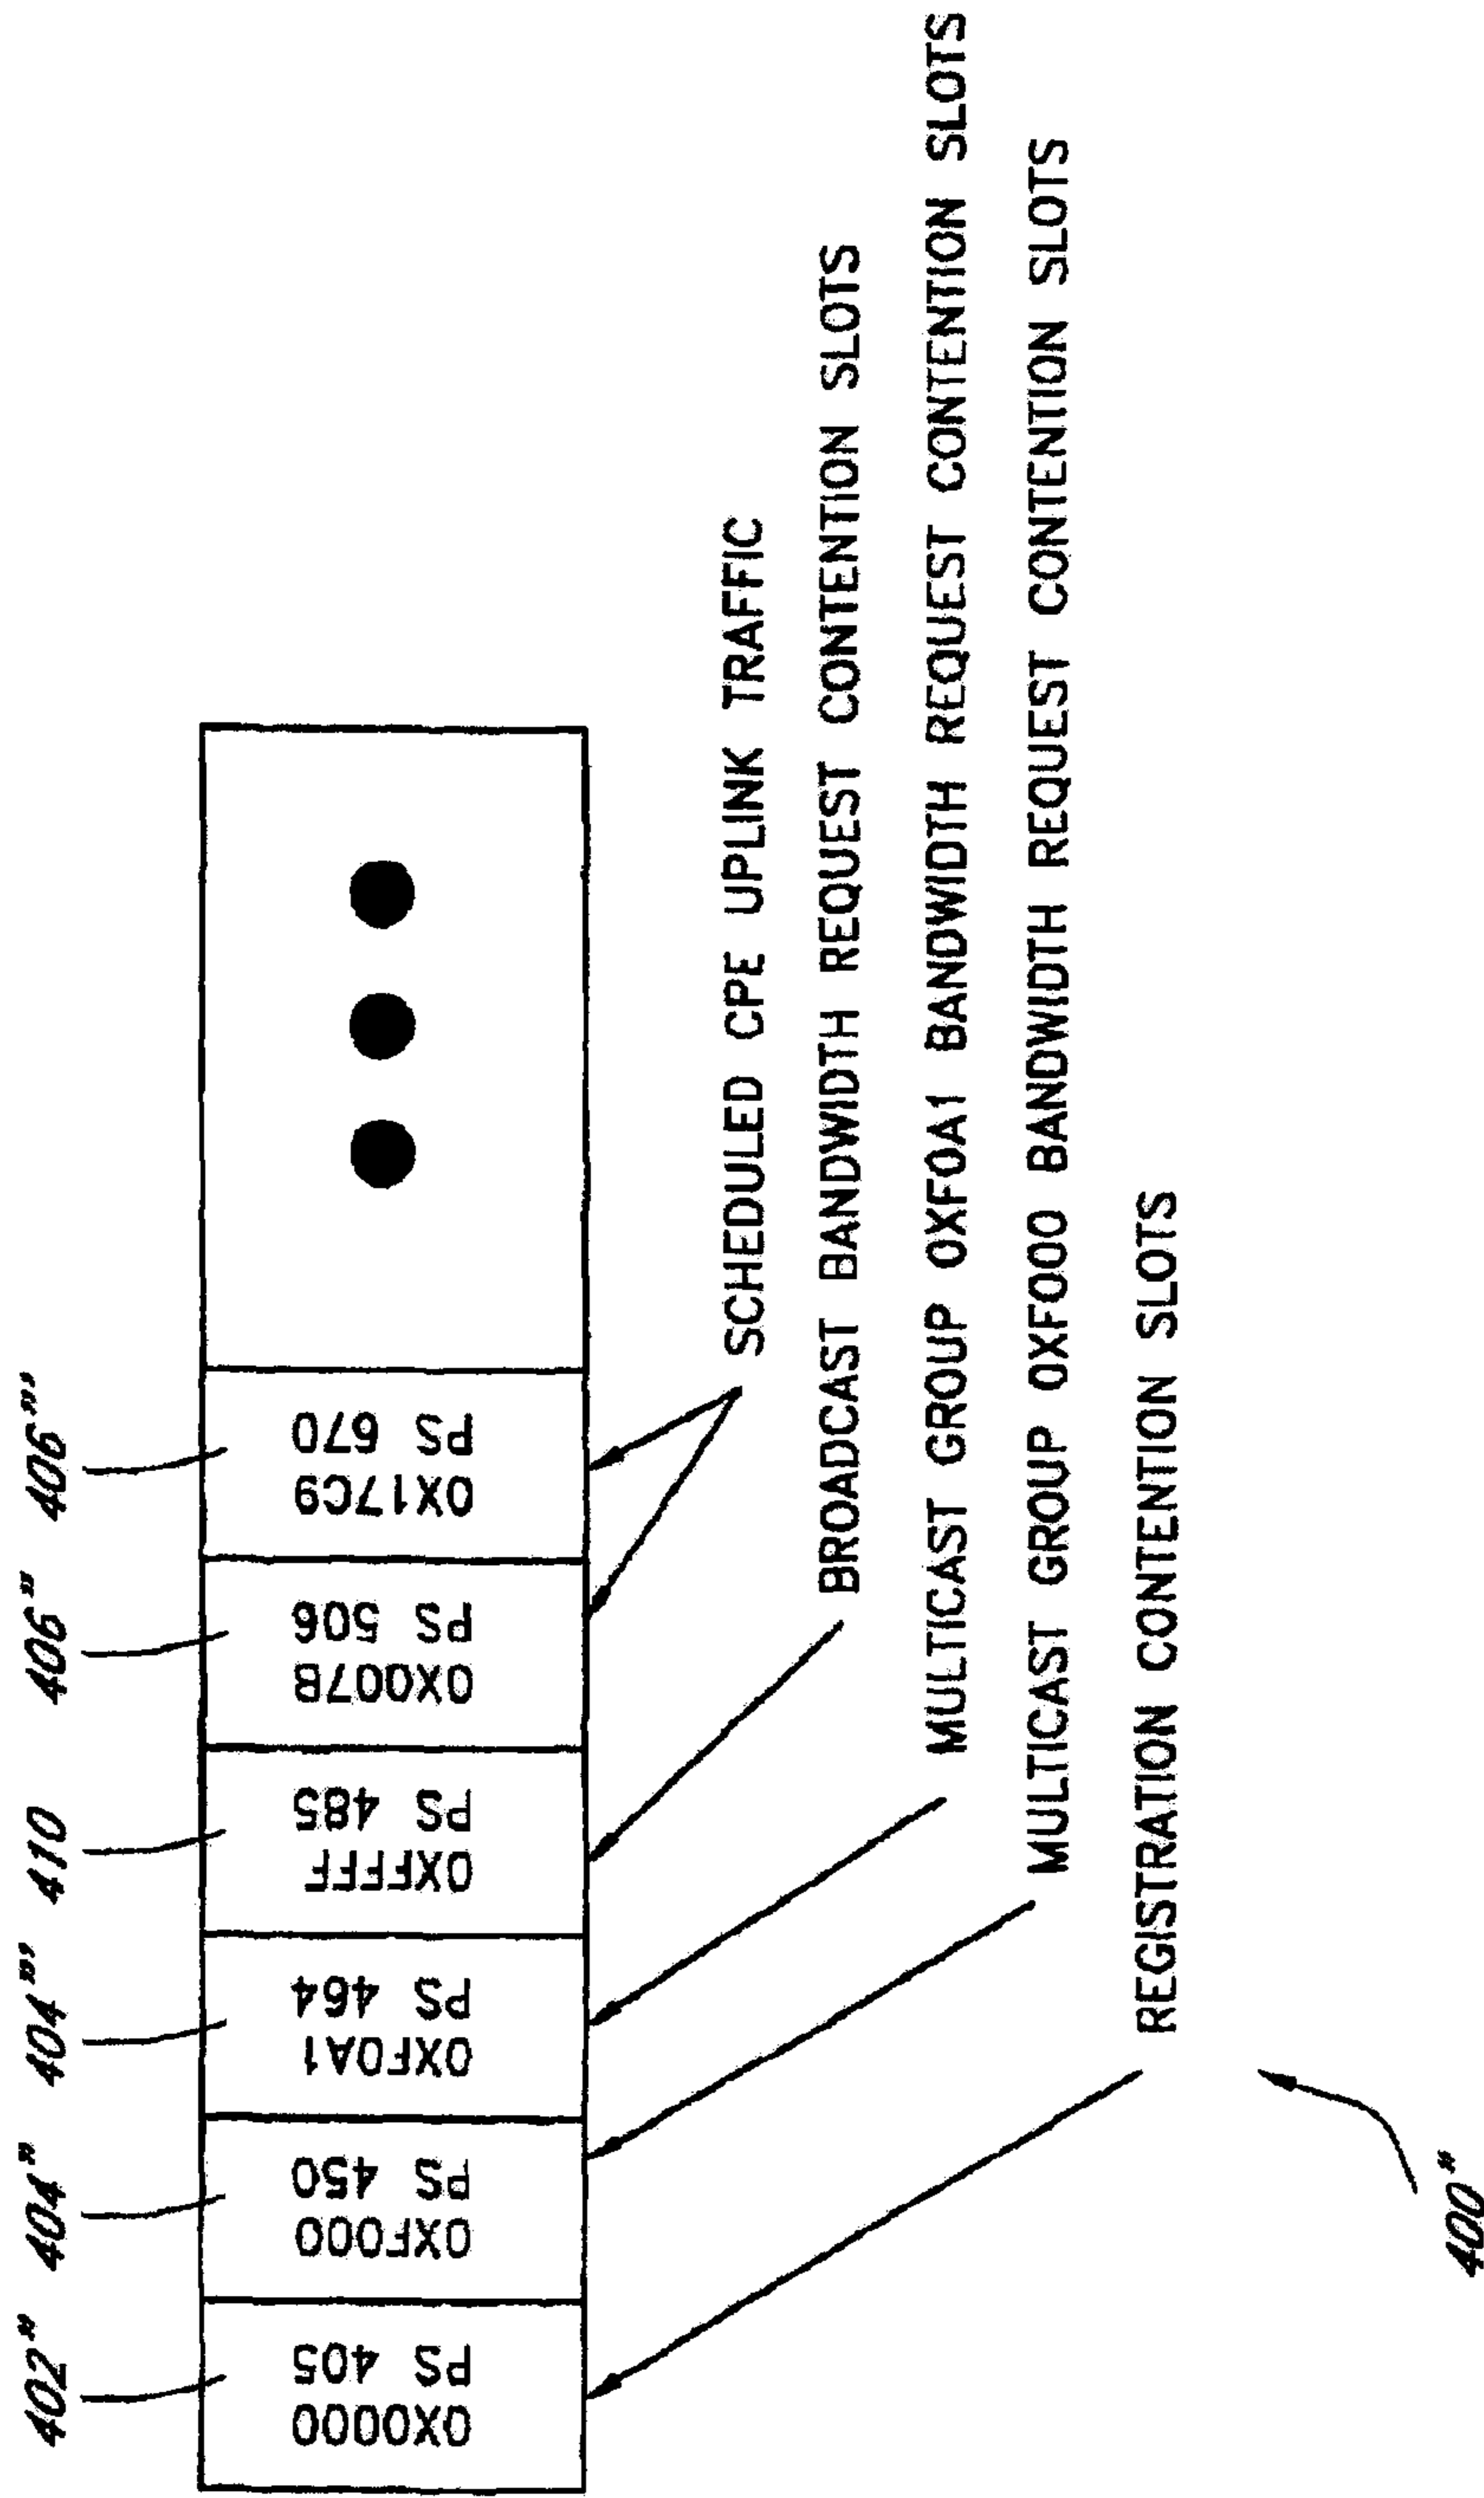 402" 404" 404"' 410 406" 406"'
0X0000
PS 405
0XF000
PS 450
0XF0A1
PS 464
0XFFFF
PS 485
0X007B
PS 506
0X17C9
PS 670
SCHEDULED CPE UPLINK TRAFFIC
BROADCAST BANDWIDTH REQUEST CONTENTION SLOTS
MULTICAST GROUP 0XF0A1 BANDWIDTH REQUEST CONTENTION SLOTS
MULTICAST GROUP 0XF000 BANDWIDTH REQUEST CONTENTION SLOTS
REGISTRATION CONTENTION SLOTS
400"